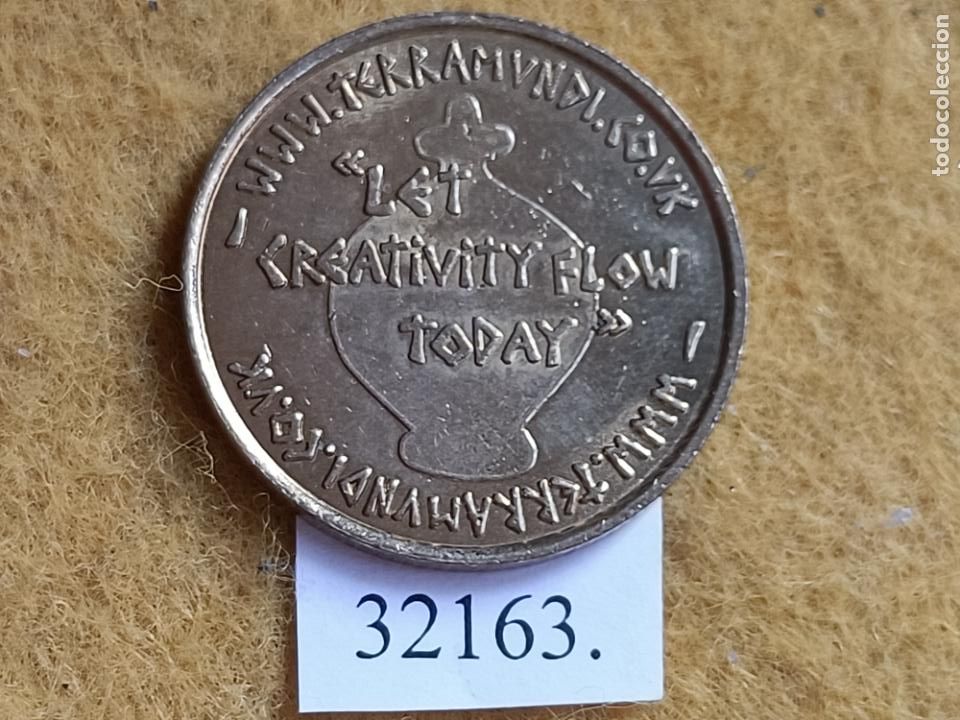 - WWW.TERRAMUNDI.CO.UK -
"LET
CREATIVITY FLOW
TODAY"
WWW.TERRAMUNDI.CO.UK
32163.
todocoleccion